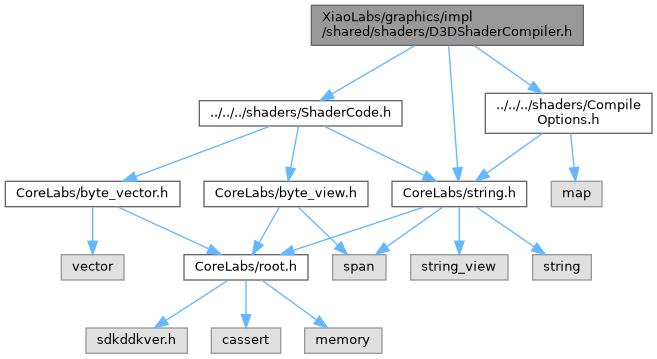 XiaoLabs/graphics/impl
/shared/shaders/D3DShaderCompiler.h
../../../shaders/ShaderCode.h
../../../shaders/Compile
Options.h
CoreLabs/byte_vector.h
CoreLabs/byte_view.h
CoreLabs/string.h
map
vector
CoreLabs/root.h
span
string_view
string
sdkddkver.h
cassert
memory